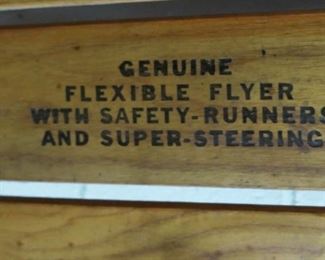 GENUINE
FLEXIBLE FLYER
WITH SAFETY-RUNNERS
AND SUPER-STEERING